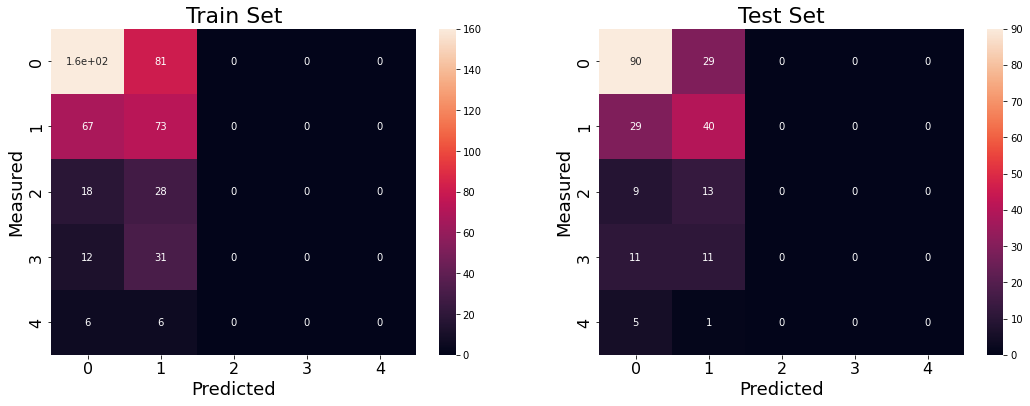 Train Set
0 1.6e+02 81 0 0 0
1 67 73 0 0 0
2 18 28 0 0 0
3 12 31 0 0 0
4 6 6 0 0 0
0 1 2 3 4
Measured
Predicted
160
140
120
100
80
60
40
20
0
Test Set
0 90 29 0 0 0
1 29 40 0 0 0
2 9 13 0 0 0
3 11 11 0 0 0
4 5 1 0 0 0
0 1 2 3 4
Measured
Predicted
90
80
70
60
50
40
30
20
10
0